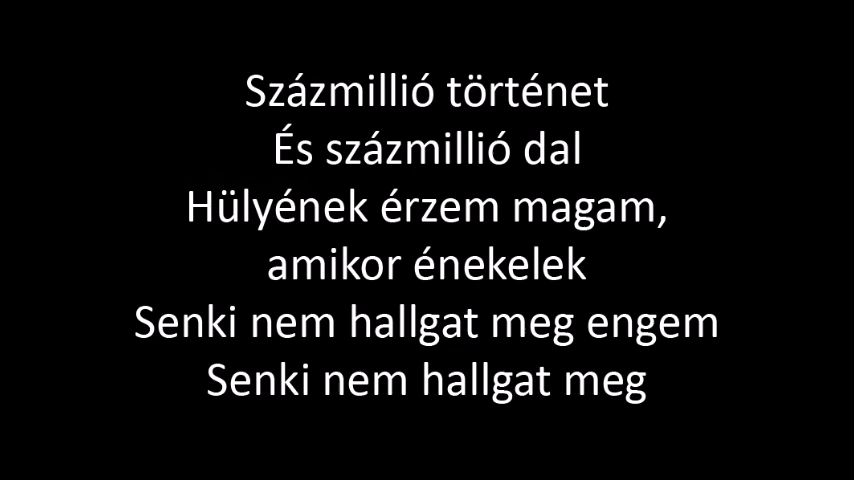 Százmillió történet
És százmillió dal
Hülyének érzem magam,
amikor énekelek
Senki nem hallgat meg engem
Senki nem hallgat meg